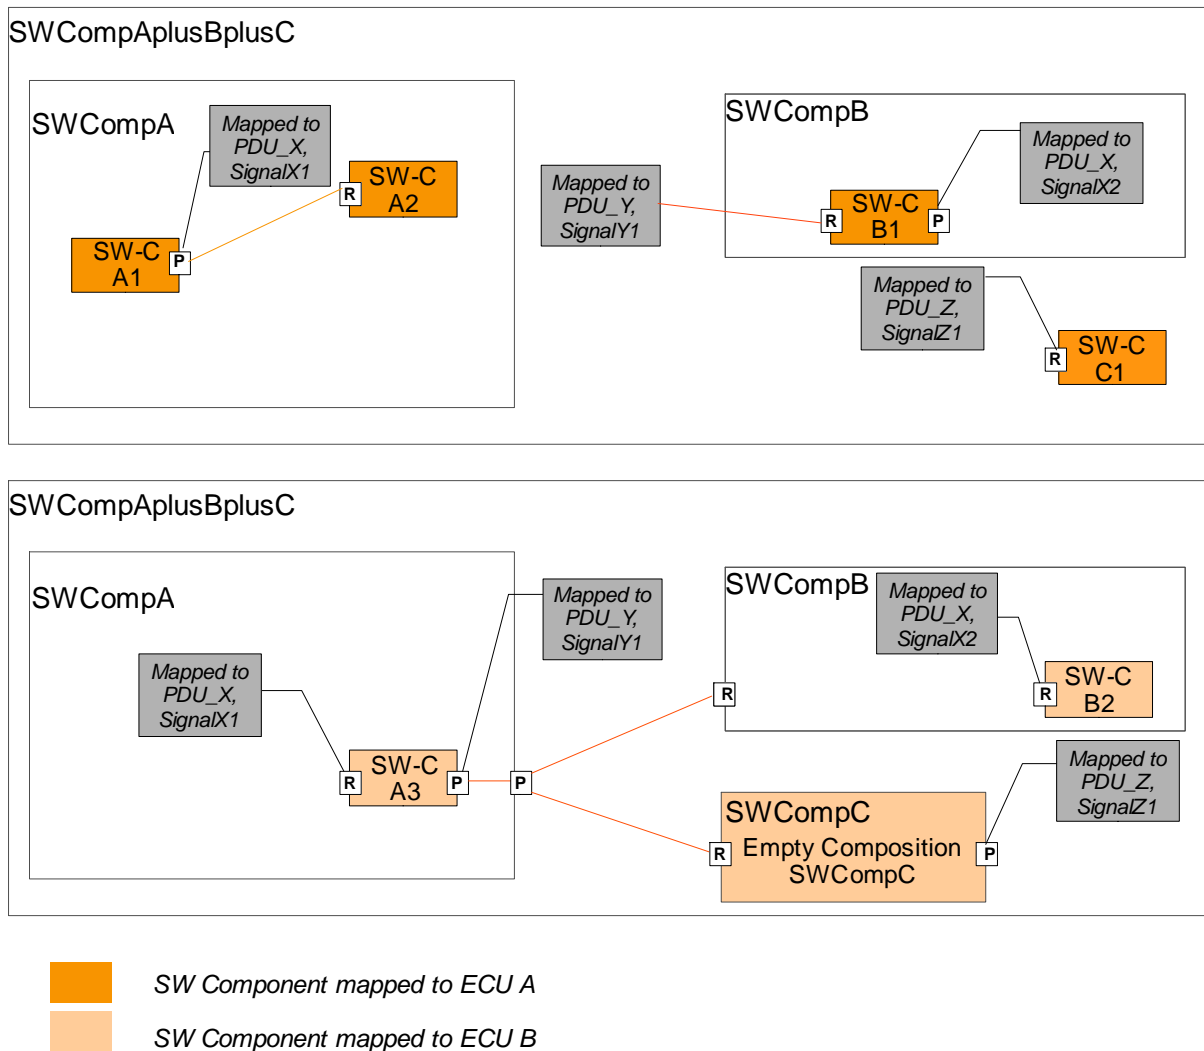 SWCompAplusBplusC
SWCompA
Mapped to
PDU_X,
SignalX1
R
SW-C
A2
SW-C
A1
P
Mapped to
PDU_Y,
SignalY1
SWCompB
R
SW-C
B1
P
Mapped to
PDU_X,
SignalX2
Mapped to
PDU_Z,
SignalZ1
R
SW-C
C1
SWCompAplusBplusC
SWCompA
Mapped to
PDU_X,
SignalX1
R
SW-C
A3
P
P
Mapped to
PDU_Y,
SignalY1
SWCompB
R
Mapped to
PDU_X,
SignalX2
R
SW-C
B2
R
SWCompC
Empty Composition
SWCompC
P
Mapped to
PDU_Z,
SignalZ1
SW Component mapped to ECU A
SW Component mapped to ECU B